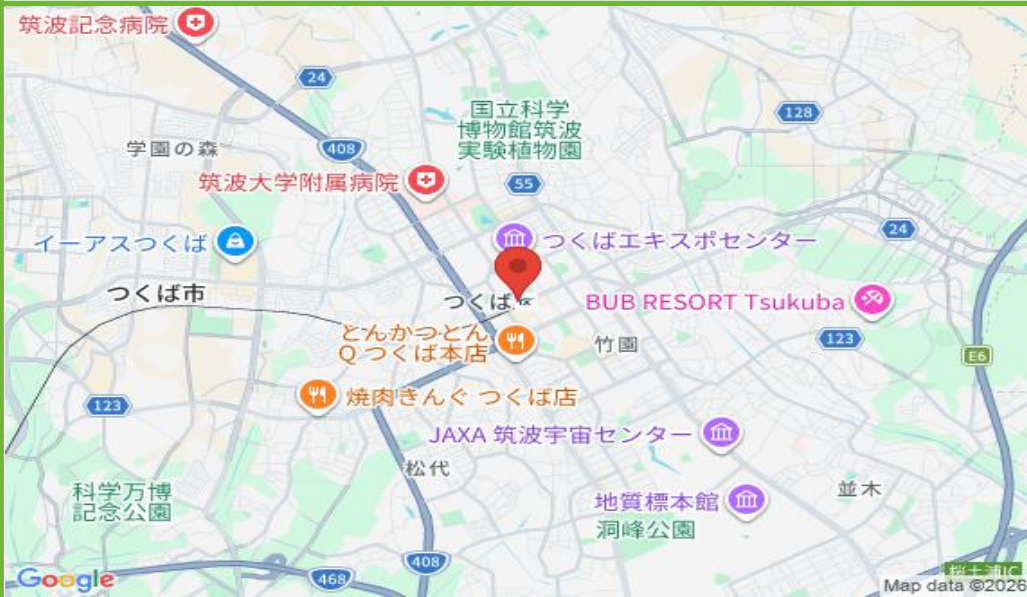 筑波記念病院
24
国立科学
博物館筑波
実験植物園
128
学園の森
408
筑波大学附属病院
55
24
イーアスつくば
つくばエキスポセンター
つくば市
つくば
BUB RESORT Tsukuba
とんかつとん
Q つくば本店
竹園
123
E6
焼肉きんぐ つくば店
123
JAXA 筑波宇宙センター
松代
科学万博
記念公園
地質標本館
並木
洞峰公園
408
468
桜土浦IC
Google
Map data ©2026